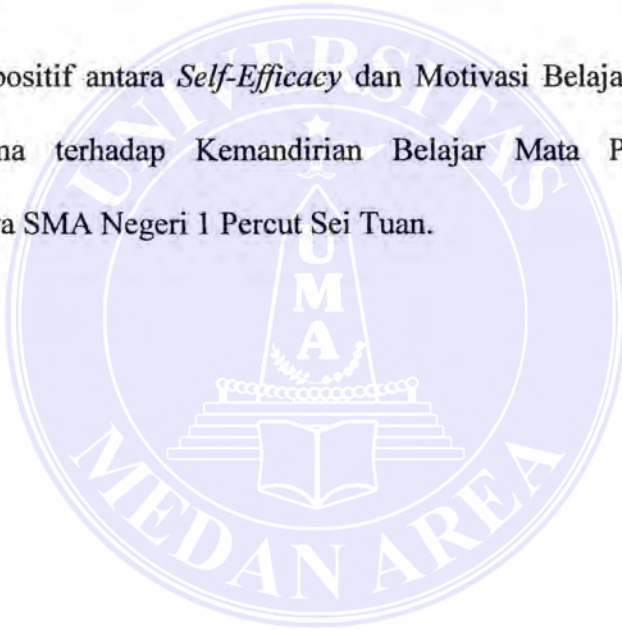 positif antara Self-Efficacy dan Motivasi Belaja
ma terhadap Kemandirian Belajar Mata P
a SMA Negeri 1 Percut Sei Tuan.
UNIVERSITAS
U
M
A
MEDAN AREA